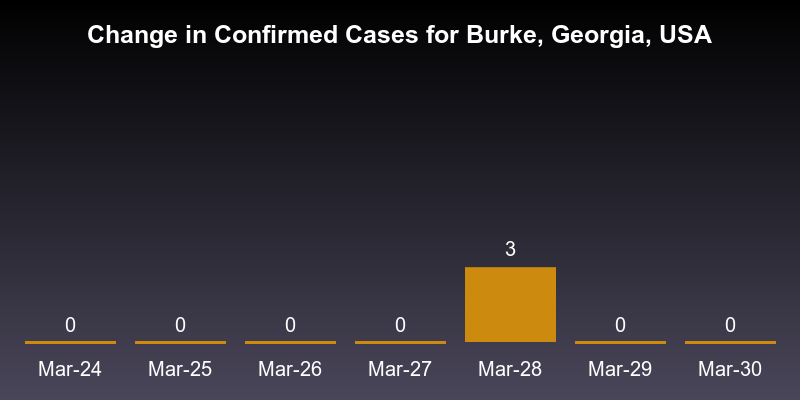 Change in Confirmed Cases for Burke, Georgia, USA
3
0 0 0 0 0 0
Mar-24 Mar-25 Mar-26 Mar-27 Mar-28 Mar-29 Mar-30